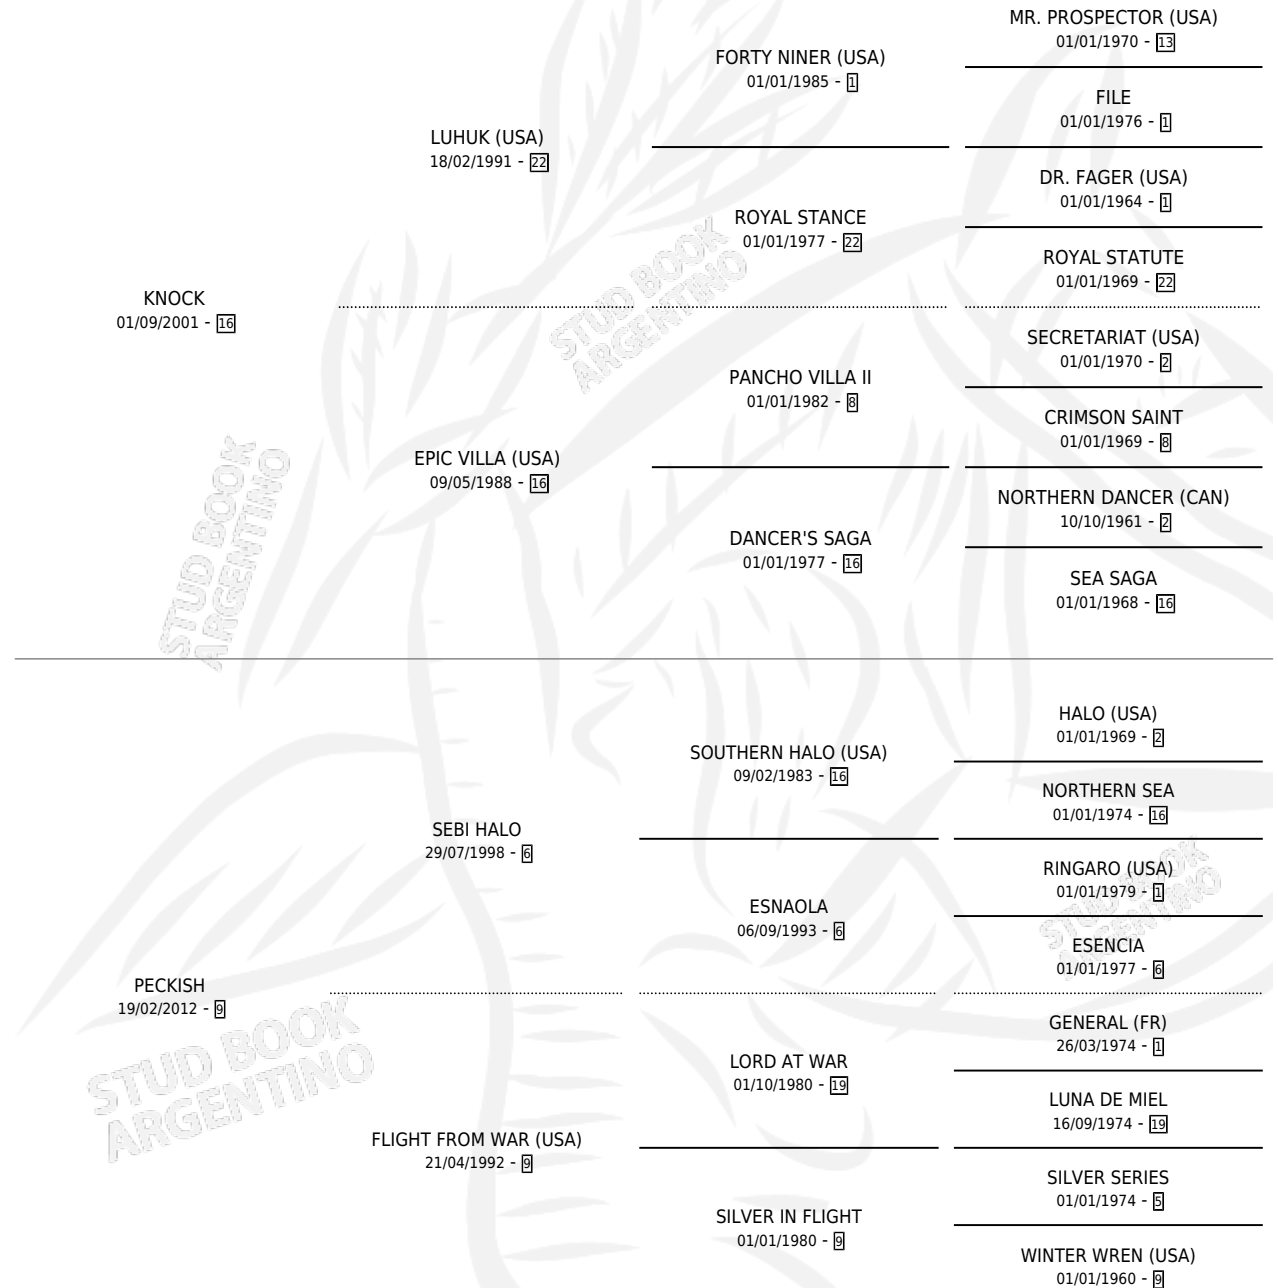 MR. PROSPECTOR (USA)
01/01/1970 - 13
FORTY NINER (USA)
01/01/1985 - 1
FILE
01/01/1976 - 1
LUHUK (USA)
18/02/1991 - 22
DR. FAGER (USA)
01/01/1964 - 1
ROYAL STANCE
01/01/1977 - 22
ROYAL STATUTE
01/01/1969 - 22
KNOCK
01/09/2001 - 16
STUD BOOK
ARGENTINO
SECRETARIAT (USA)
01/01/1970 - 2
PANCHO VILLA II
01/01/1982 - 8
CRIMSON SAINT
01/01/1969 - 8
EPIC VILLA (USA)
09/05/1988 - 16
NORTHERN DANCER (CAN)
10/10/1961 - 2
DANCER'S SAGA
01/01/1977 - 16
SEA SAGA
01/01/1968 - 16
STUD BOOK
ARGENTINO
HALO (USA)
01/01/1969 - 2
SOUTHERN HALO (USA)
09/02/1983 - 16
NORTHERN SEA
01/01/1974 - 16
SEBI HALO
29/07/1998 - 6
RINGARO (USA)
01/01/1979 - 1
ESNAOLA
06/09/1993 - 6
STUD BOOK
ARGENTINO
ESENCIA
01/01/1977 - 6
PECKISH
19/02/2012 - 9
STUD BOOK
ARGENTINO
GENERAL (FR)
26/03/1974 - 1
LORD AT WAR
01/10/1980 - 19
LUNA DE MIEL
16/09/1974 - 19
FLIGHT FROM WAR (USA)
21/04/1992 - 9
SILVER SERIES
01/01/1974 - 5
SILVER IN FLIGHT
01/01/1980 - 9
WINTER WREN (USA)
01/01/1960 - 9